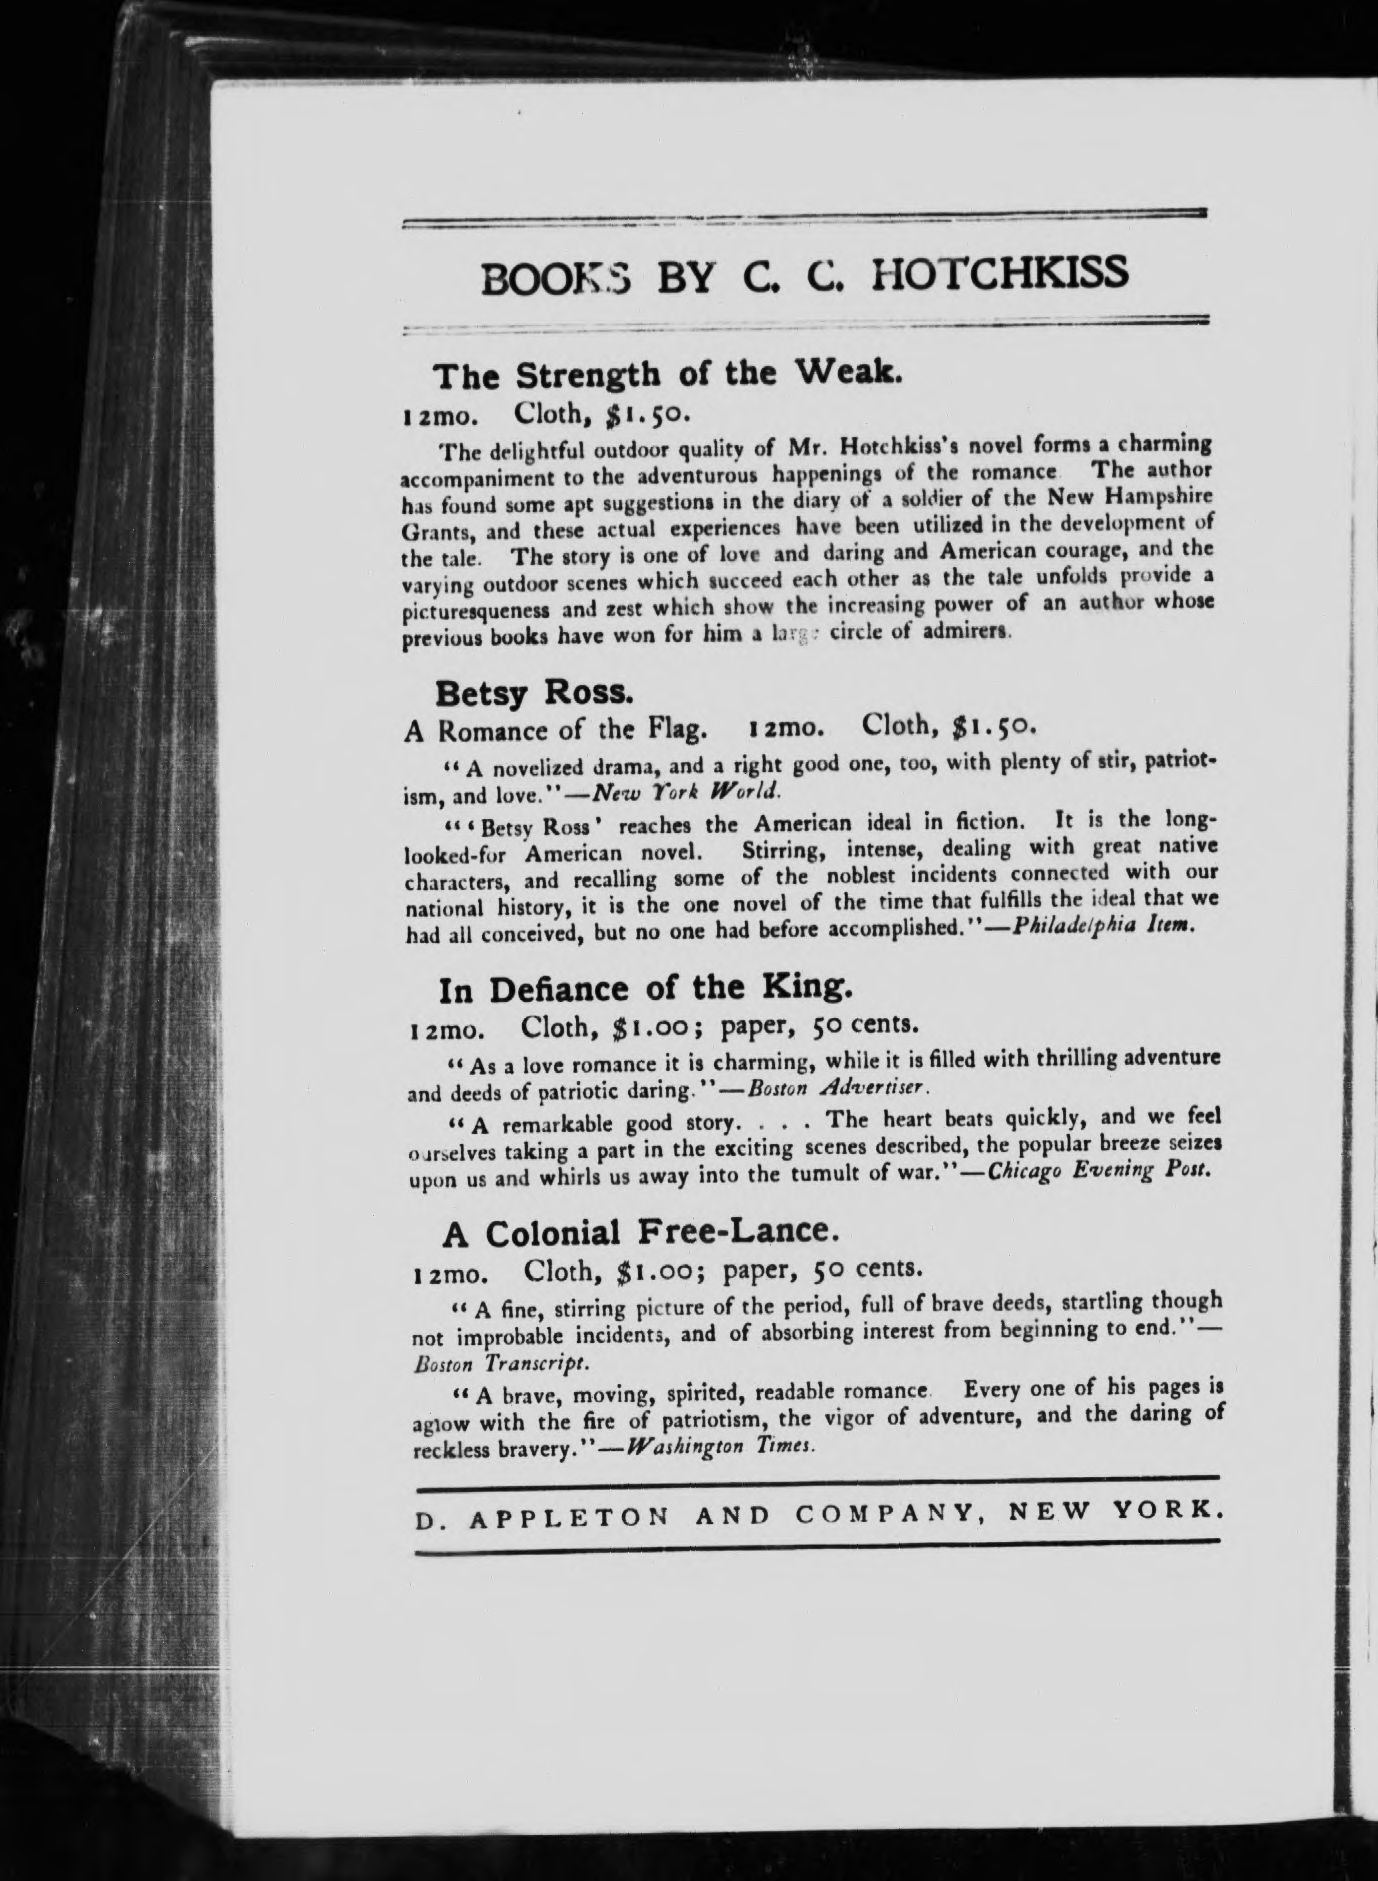 BOOKS BY C. C. HOTCHKISS
The Strength of the Weak.
12mo. Cloth, $1.50.
The delightful outdoor quality of Mr. Hotchkiss's novel forms a charming
accompaniment to the adventurous happenings of the romance. The author
has found some apt suggestions in the diary of a soldier of the New Hampshire
Grants, and these actual experiences have been utilized in the development of
the tale. The story is one of love and daring and American courage, and the
varying outdoor scenes which succeed each other as the tale unfolds provide a
picturesqueness and zest which show the increasing power of an author whose
previous books have won for him a large circle of admirers.
Betsy Ross.
A Romance of the Flag. 12mo. Cloth, $1.50.
"A novelized drama, and a right good one, too, with plenty of stir, patriot-
ism, and love."—New York World.
"'Betsy Ross' reaches the American ideal in fiction. It is the long-
looked-for American novel. Stirring, intense, dealing with great native
characters, and recalling some of the noblest incidents connected with our
national history, it is the one novel of the time that fulfills the ideal that we
had all conceived, but no one had before accomplished."—Philadelphia Item.
In Defiance of the King.
12mo. Cloth, $1.00; paper, 50 cents.
"As a love romance it is charming, while it is filled with thrilling adventure
and deeds of patriotic daring."—Boston Advertiser.
"A remarkable good story. . . . The heart beats quickly, and we feel
ourselves taking a part in the exciting scenes described, the popular breeze seizes
upon us and whirls us away into the tumult of war."—Chicago Evening Post.
A Colonial Free-Lance.
12mo. Cloth, $1.00; paper, 50 cents.
"A fine, stirring picture of the period, full of brave deeds, startling though
not improbable incidents, and of absorbing interest from beginning to end."—
Boston Transcript.
"A brave, moving, spirited, readable romance. Every one of his pages is
aglow with the fire of patriotism, the vigor of adventure, and the daring of
reckless bravery."—Washington Times.
D. APPLETON AND COMPANY, NEW YORK.